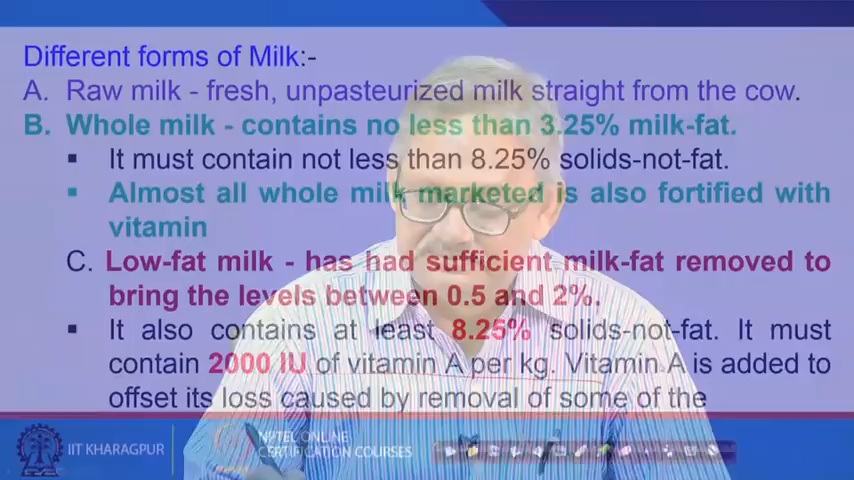 Different forms of Milk:-
A. Raw milk - fresh, unpasteurized milk straight from the cow.
B. Whole milk - contains no less than 3.25% milk-fat.
▪ It must contain not less than 8.25% solids-not-fat.
▪ Almost all whole milk marketed is also fortified with
vitamin
C. Low-fat milk - has had sufficient milk-fat removed to
bring the levels between 0.5 and 2%.
▪ It also contains at least 8.25% solids-not-fat. It must
contain 2000 IU of vitamin A per kg. Vitamin A is added to
offset its loss caused by removal of some of the
IIT KHARAGPUR
NPTEL ONLINE
CERTIFICATION COURSES